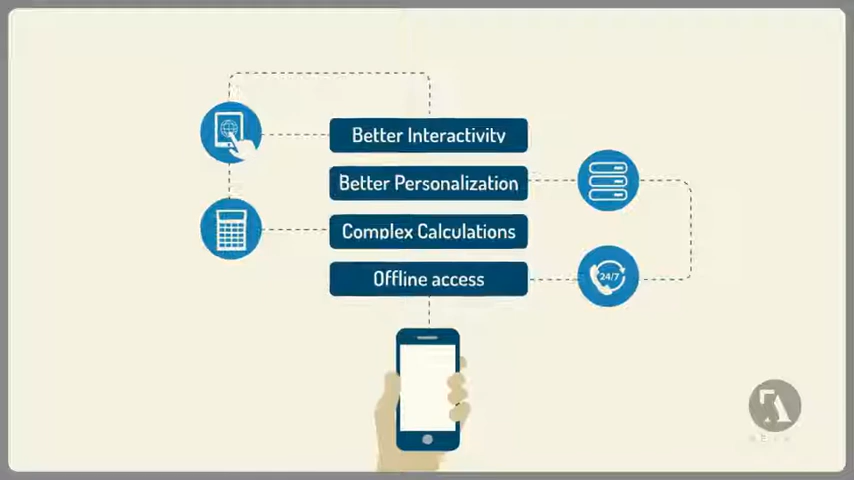 Better Interactivity
Better Personalization
Complex Calculations
Offline access
24/7